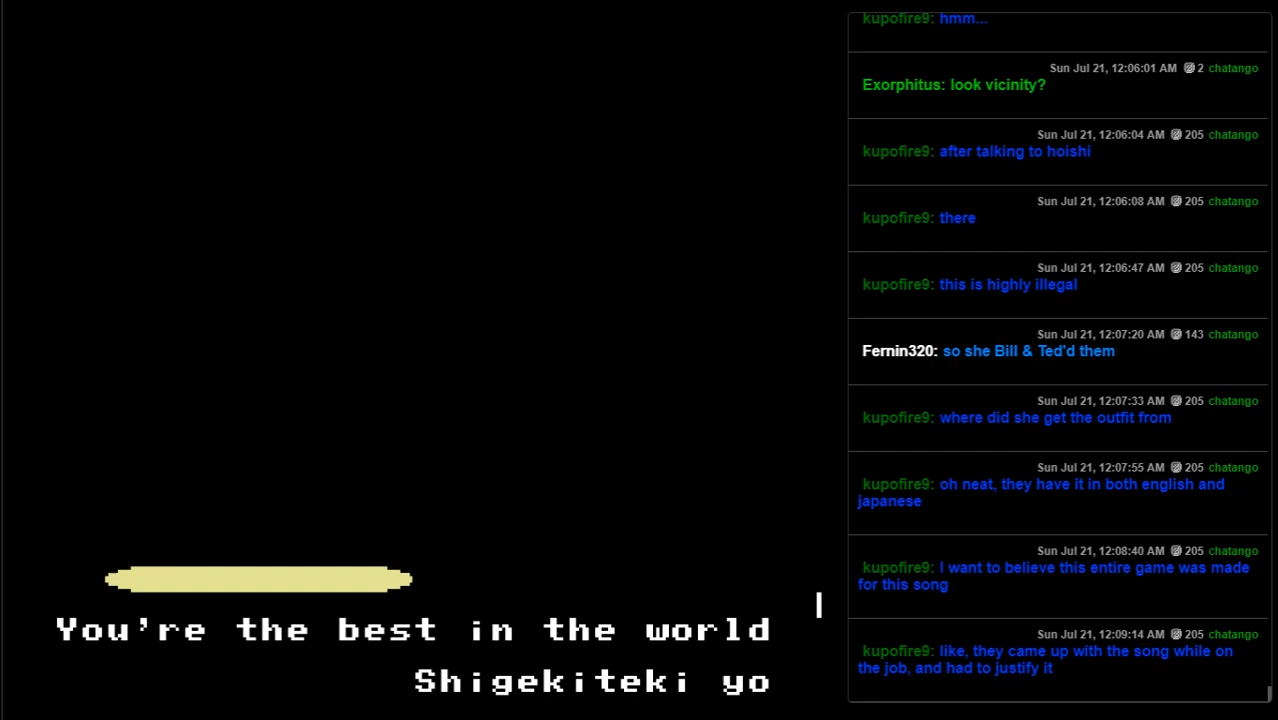 You're the best in the world
Shigekiteki yo
kupofire9: hmm...
Sun Jul 21, 12:06:01 AM 2 chatango
Exorphitus: look vicinity?
Sun Jul 21, 12:06:04 AM 205 chatango
kupofire9: after talking to hoishi
Sun Jul 21, 12:06:08 AM 205 chatango
kupofire9: there
Sun Jul 21, 12:06:47 AM 205 chatango
kupofire9: this is highly illegal
Sun Jul 21, 12:07:20 AM 143 chatango
Fernin320: so she Bill & Ted'd them
Sun Jul 21, 12:07:33 AM 205 chatango
kupofire9: where did she get the outfit from
Sun Jul 21, 12:07:55 AM 205 chatango
kupofire9: oh neat, they have it in both english and
japanese
Sun Jul 21, 12:08:40 AM 205 chatango
kupofire9: I want to believe this entire game was made
for this song
Sun Jul 21, 12:09:14 AM 205 chatango
kupofire9: like, they came up with the song while on
the job, and had to justify it